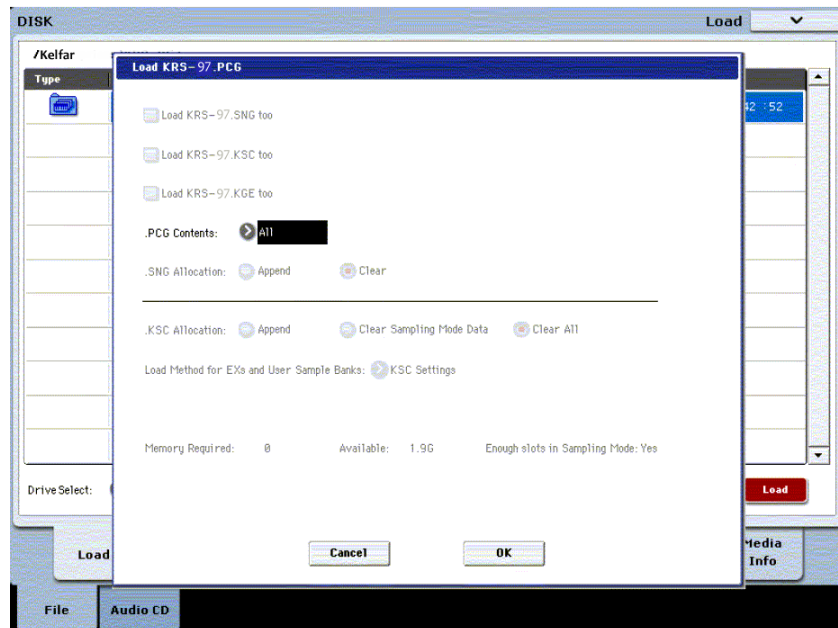 DISK Load
/Kelfar
Load KRS-97.PCG
Type
42 :52
Load KRS-97.SNG too
Load KRS-97.KSC too
Load KRS-97.KGE too
.PCG Contents: All
.SNG Allocation: Append Clear
.KSC Allocation: Append Clear Sampling Mode Data Clear All
Load Method for EXs and User Sample Banks: KSC Settings
Memory Required: 0 Available: 1.9G Enough slots in Sampling Mode: Yes
Drive Select: Load
Cancel OK
Load Media
Info
File Audio CD